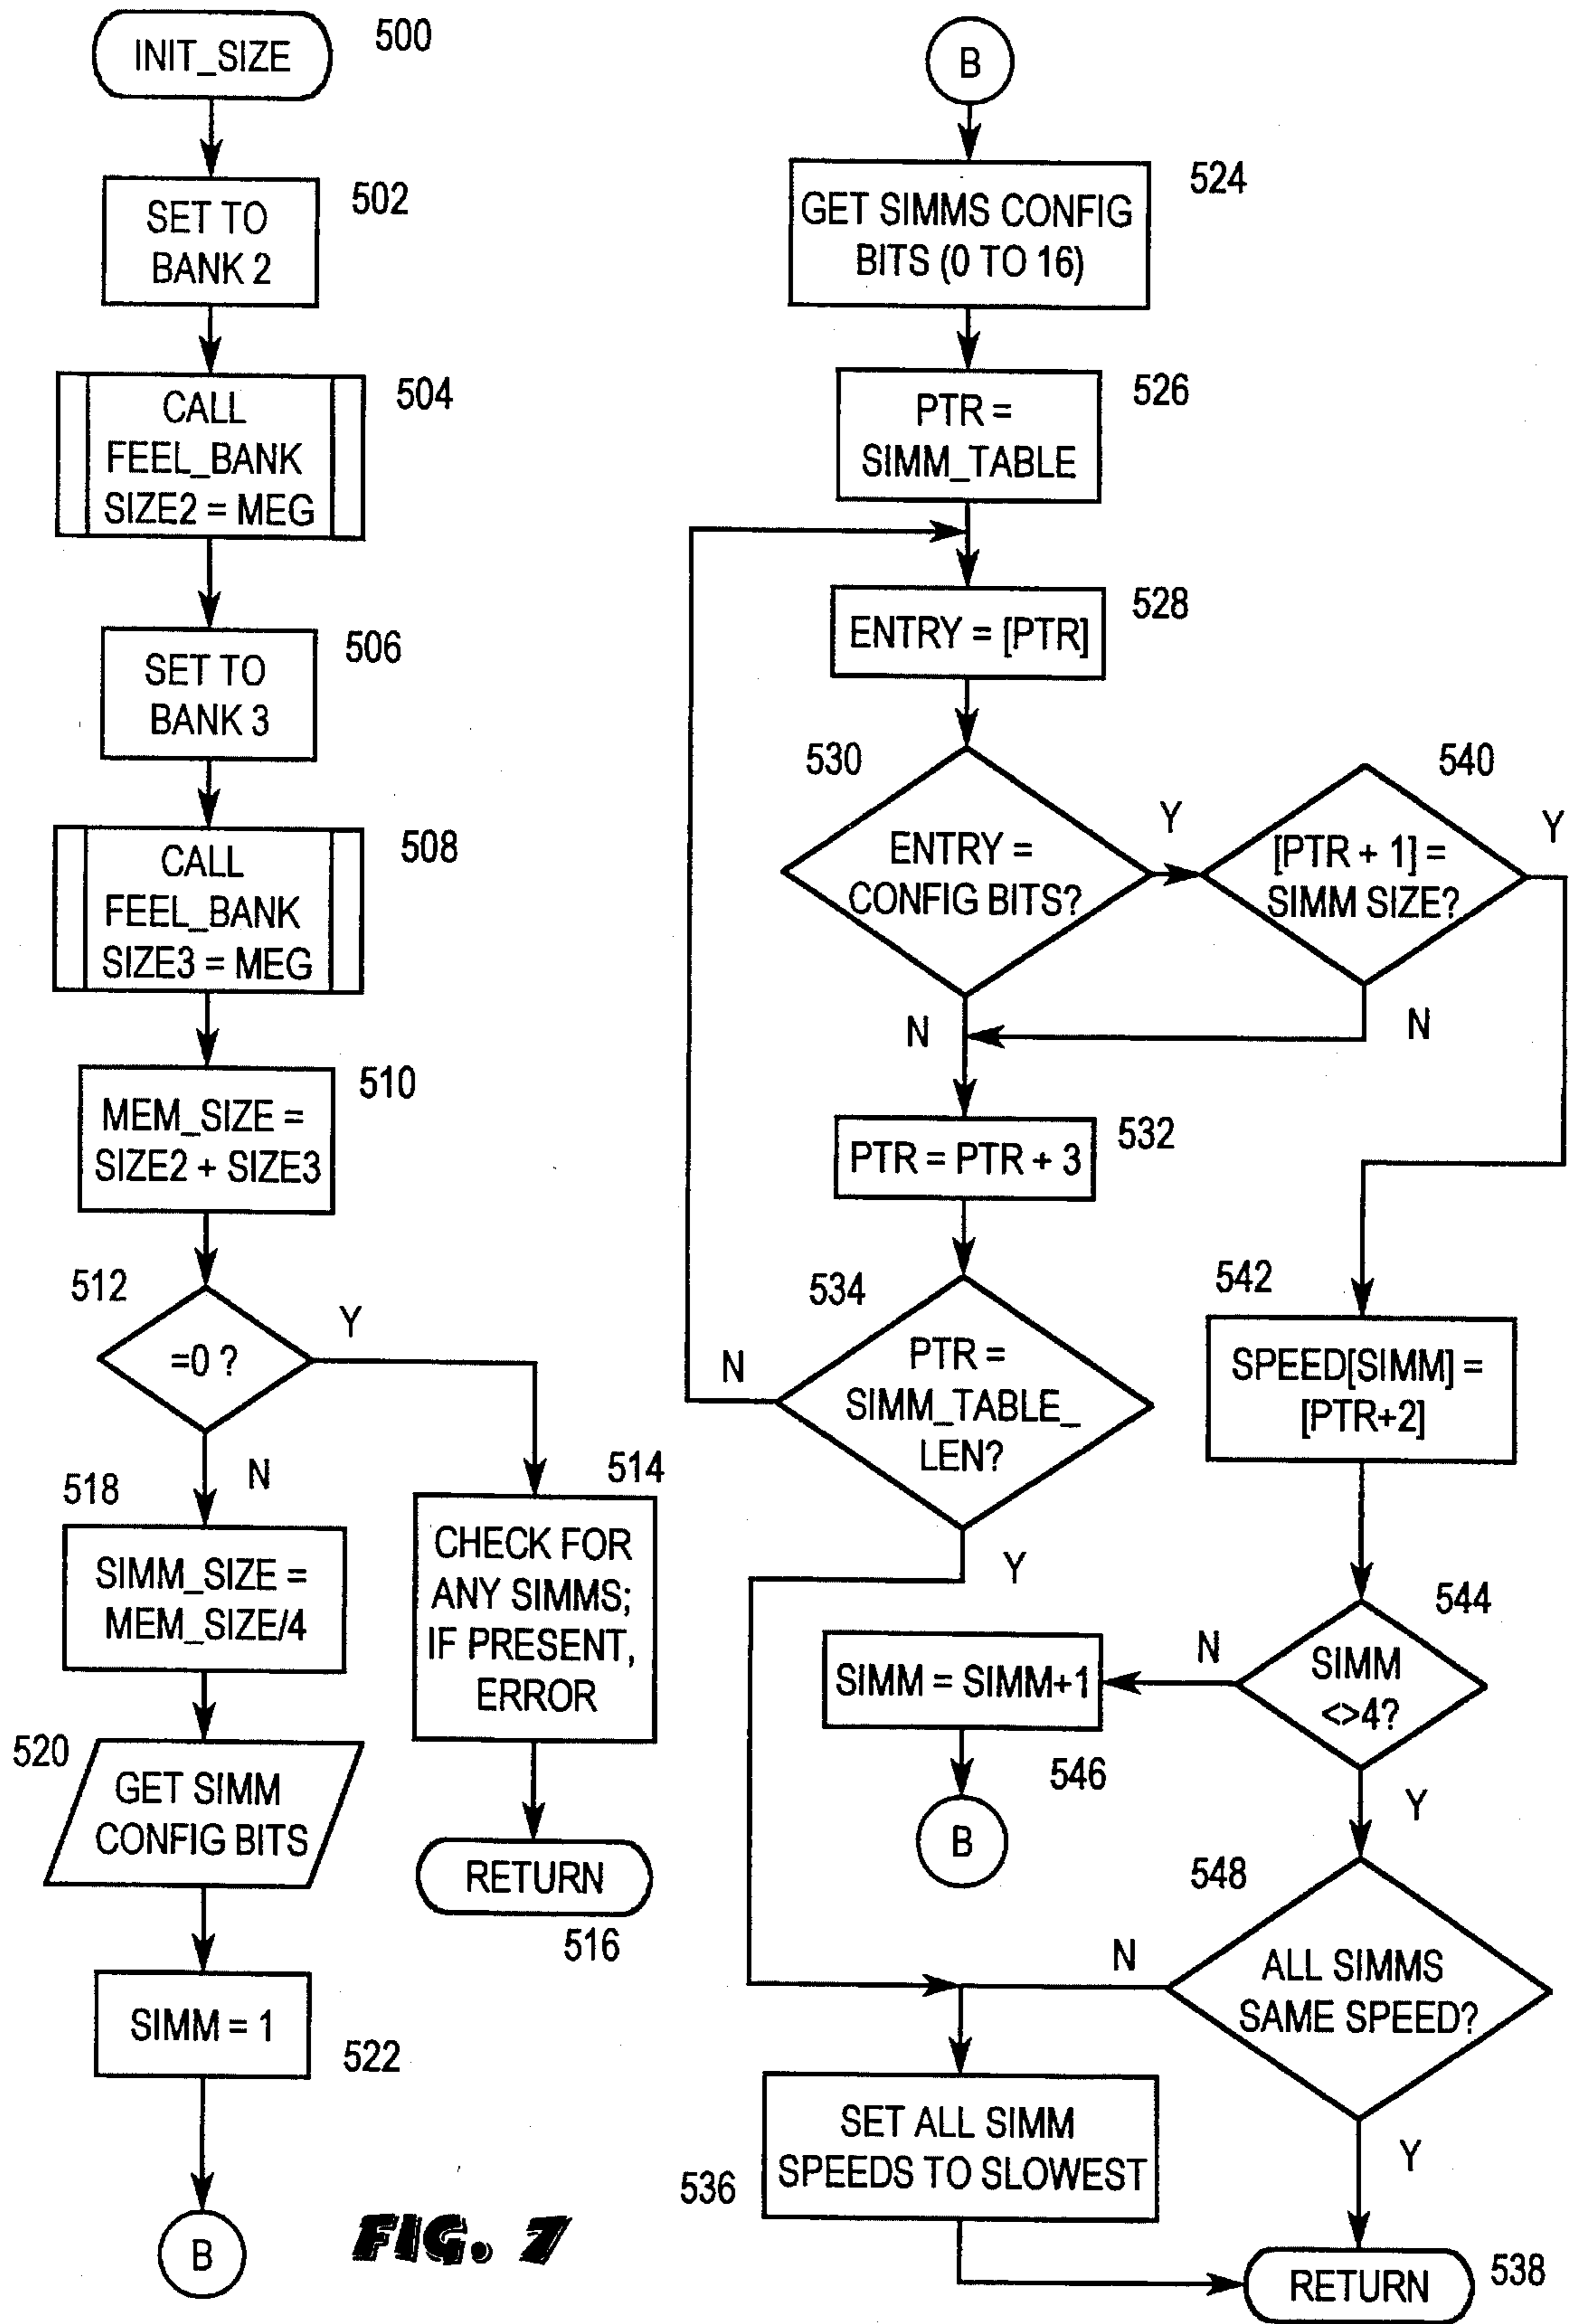 INIT_SIZE
500
SET TO
BANK 2
502
CALL
FEEL_BANK
SIZE2 = MEG
504
SET TO
BANK 3
506
CALL
FEEL_BANK
SIZE3 = MEG
508
MEM_SIZE =
SIZE2 + SIZE3
510
512
=0 ?
Y
N
514
CHECK FOR
ANY SIMMS;
IF PRESENT,
ERROR
RETURN
516
518
SIMM_SIZE =
MEM_SIZE/4
520
GET SIMM
CONFIG BITS
SIMM = 1
522
B
B
GET SIMMS CONFIG
BITS (0 TO 16)
524
PTR =
SIMM_TABLE
526
ENTRY = [PTR]
528
530
ENTRY =
CONFIG BITS?
Y
N
540
[PTR + 1] =
SIMM SIZE?
Y
N
PTR = PTR + 3
532
534
PTR =
SIMM_TABLE_
LEN?
N
Y
542
SPEED[SIMM] =
[PTR+2]
544
SIMM
<>4?
N
Y
SIMM = SIMM+1
546
B
548
ALL SIMMS
SAME SPEED?
N
Y
SET ALL SIMM
SPEEDS TO SLOWEST
536
RETURN
538
FIG. 7